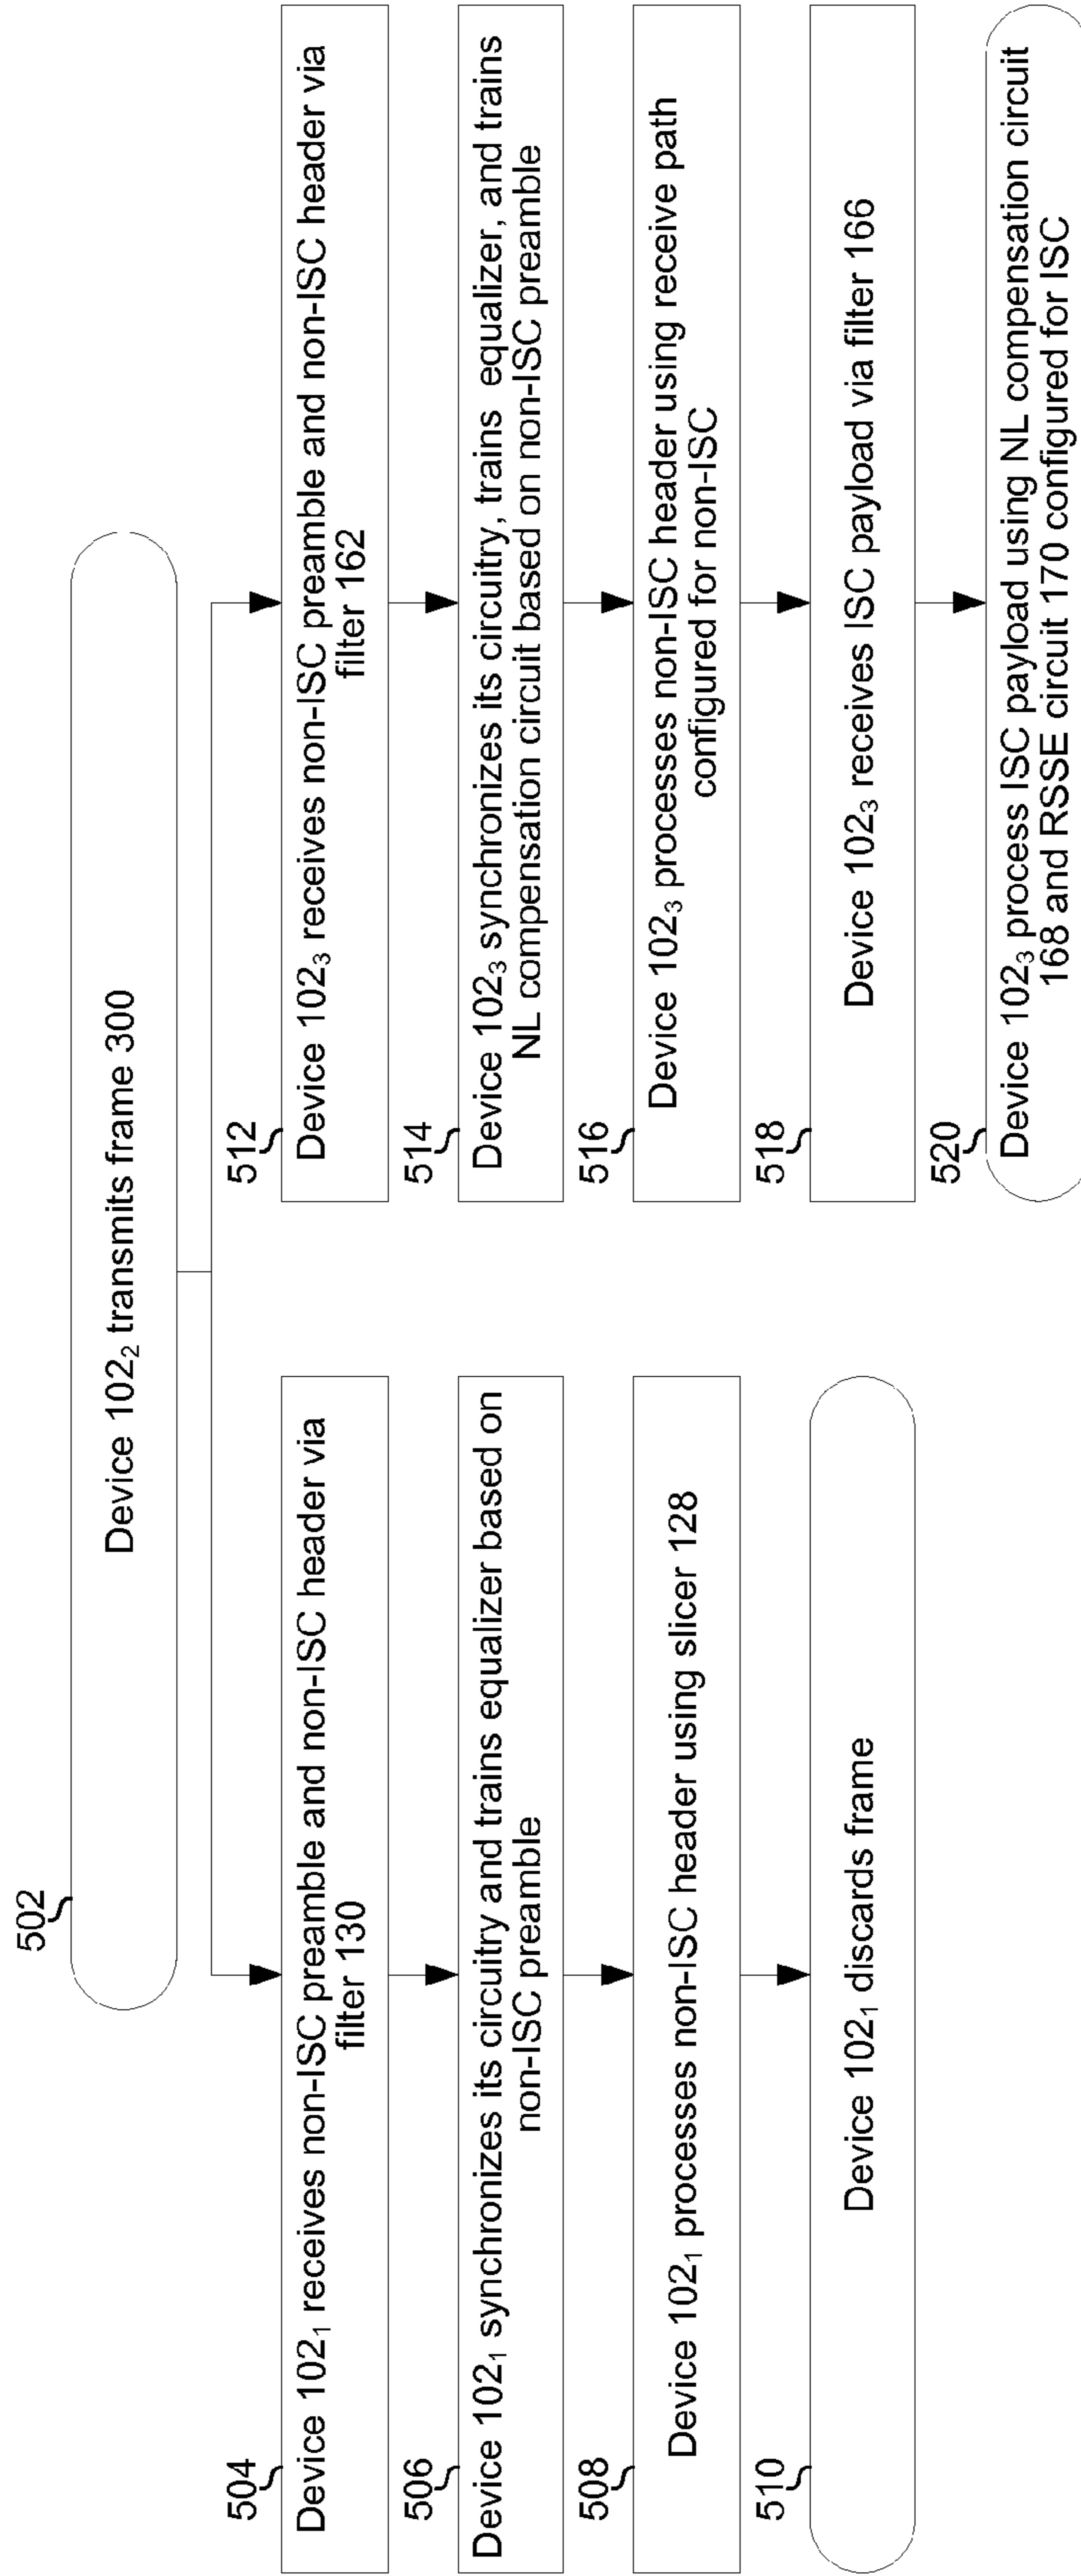 502
Device 102₂ transmits frame 300
504
Device 102₁ receives non-ISC preamble and non-ISC header via
filter 130
506
Device 102₁ synchronizes its circuitry and trains equalizer based on
non-ISC preamble
508
Device 102₁ processes non-ISC header using slicer 128
510
Device 102₁ discards frame
512
Device 102₃ receives non-ISC preamble and non-ISC header via
filter 162
514
Device 102₃ synchronizes its circuitry, trains equalizer, and trains
NL compensation circuit based on non-ISC preamble
516
Device 102₃ processes non-ISC header using receive path
configured for non-ISC
518
Device 102₃ receives ISC payload via filter 166
520
Device 102₃ process ISC payload using NL compensation circuit
168 and RSSE circuit 170 configured for ISC